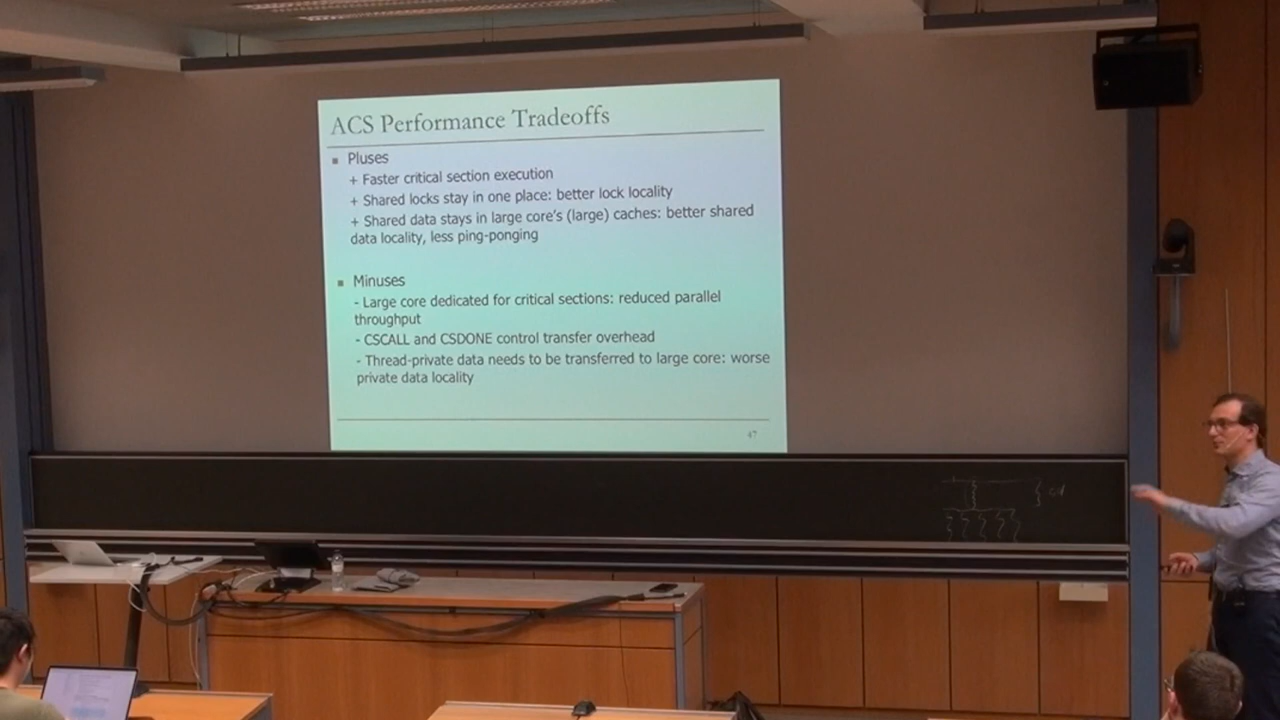 ACS Performance Tradeoffs
▪ Pluses
+ Faster critical section execution
+ Shared locks stay in one place: better lock locality
+ Shared data stays in large core's (large) caches: better shared
data locality, less ping-ponging
▪ Minuses
- Large core dedicated for critical sections: reduced parallel
throughput
- CSCALL and CSDONE control transfer overhead
- Thread-private data needs to be transferred to large core: worse
private data locality
47